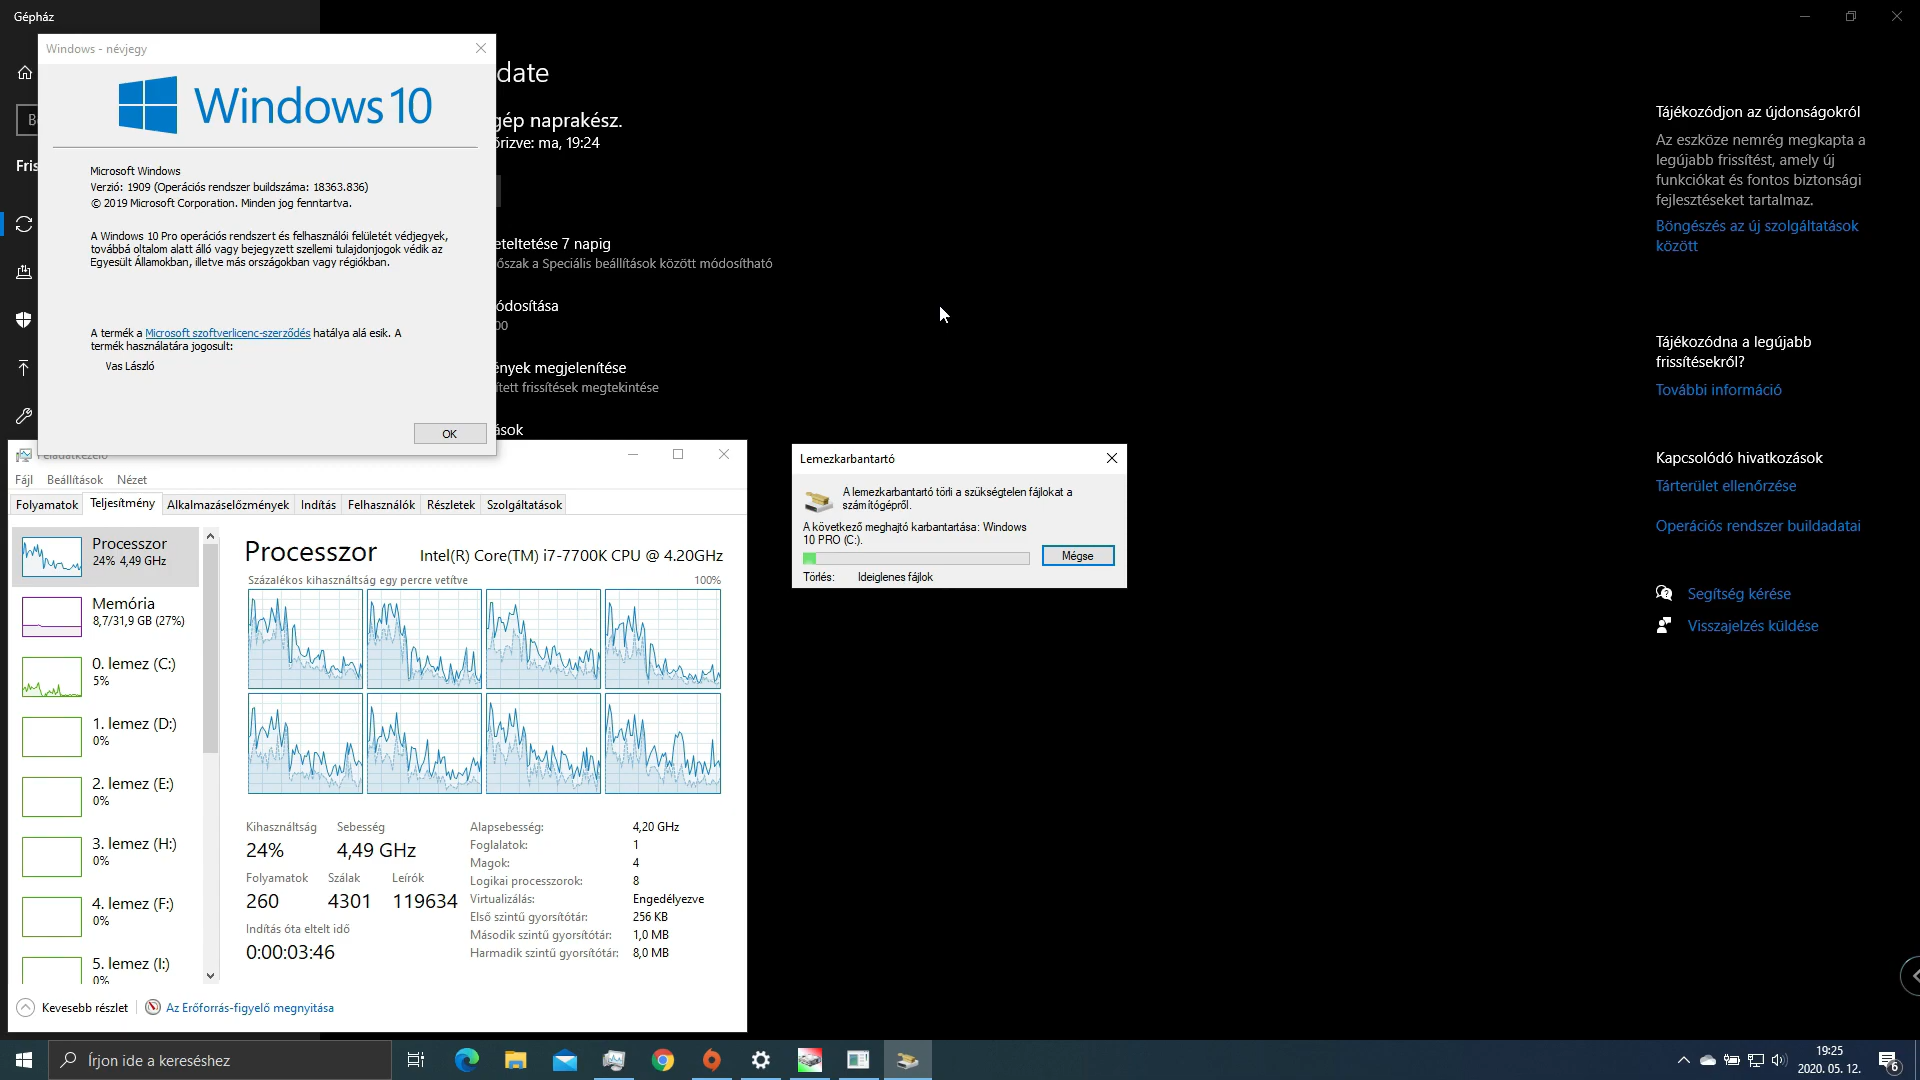 Gépház
Windows - névjegy
Windows 10
Microsoft Windows
Verzió: 1909 (Operációs rendszer buildszáma: 18363.836)
© 2019 Microsoft Corporation. Minden jog fenntartva.
A Windows 10 Pro operációs rendszert és felhasználói felületét védjegyek,
továbbá oltalom alatt álló vagy bejegyzett szellemi tulajdonjogok védik az
Egyesült Államokban, illetve más országokban vagy régiókban.
A termék a Microsoft szoftverlicenc-szerződés hatálya alá esik. A
termék használatára jogosult:
Vas László
OK
Fris
date
gép naprakész.
őrizve: ma, 19:24
eteltetése 7 napig
őszak a Speciális beállítások között módosítható
ódosítása
00
ények megjelenítése
ített frissítések megtekintése
ások
Tájékozódjon az újdonságokról
Az eszköze nemrég megkapta a
legújabb frissítést, amely új
funkciókat és fontos biztonsági
fejlesztéseket tartalmaz.
Böngészés az új szolgáltatások
között
Tájékozódna a legújabb
frissítésekről?
További információ
Kapcsolódó hivatkozások
Tárterület ellenőrzése
Operációs rendszer buildadatai
Segítség kérése
Visszajelzés küldése
Feladatkezelő
Fájl Beállítások Nézet
Folyamatok Teljesítmény Alkalmazáselőzmények Indítás Felhasználók Részletek Szolgáltatások
Processzor
24% 4,49 GHz
Memória
8,7/31,9 GB (27%)
0. lemez (C:)
5%
1. lemez (D:)
0%
2. lemez (E:)
0%
3. lemez (H:)
0%
4. lemez (F:)
0%
5. lemez (I:)
0%
Processzor Intel(R) Core(TM) i7-7700K CPU @ 4.20GHz
Százalékos kihasználtság egy percre vetítve 100%
Kihasználtság Sebesség
24% 4,49 GHz
Folyamatok Szálak Leírók
260 4301 119634
Indítás óta eltelt idő
0:00:03:46
Alapsebesség: 4,20 GHz
Foglalatok: 1
Magok: 4
Logikai processzorok: 8
Virtualizálás: Engedélyezve
Első szintű gyorsítótár: 256 KB
Második szintű gyorsítótár: 1,0 MB
Harmadik szintű gyorsítótár: 8,0 MB
Kevesebb részlet Az Erőforrás-figyelő megnyitása
Lemezkarbantartó
A lemezkarbantartó törli a szükségtelen fájlokat a
számítógépről.
A következő meghajtó karbantartása: Windows
10 PRO (C:).
Mégse
Törlés: Ideiglenes fájlok
Írjon ide a kereséshez
19:25
2020. 05. 12.
6